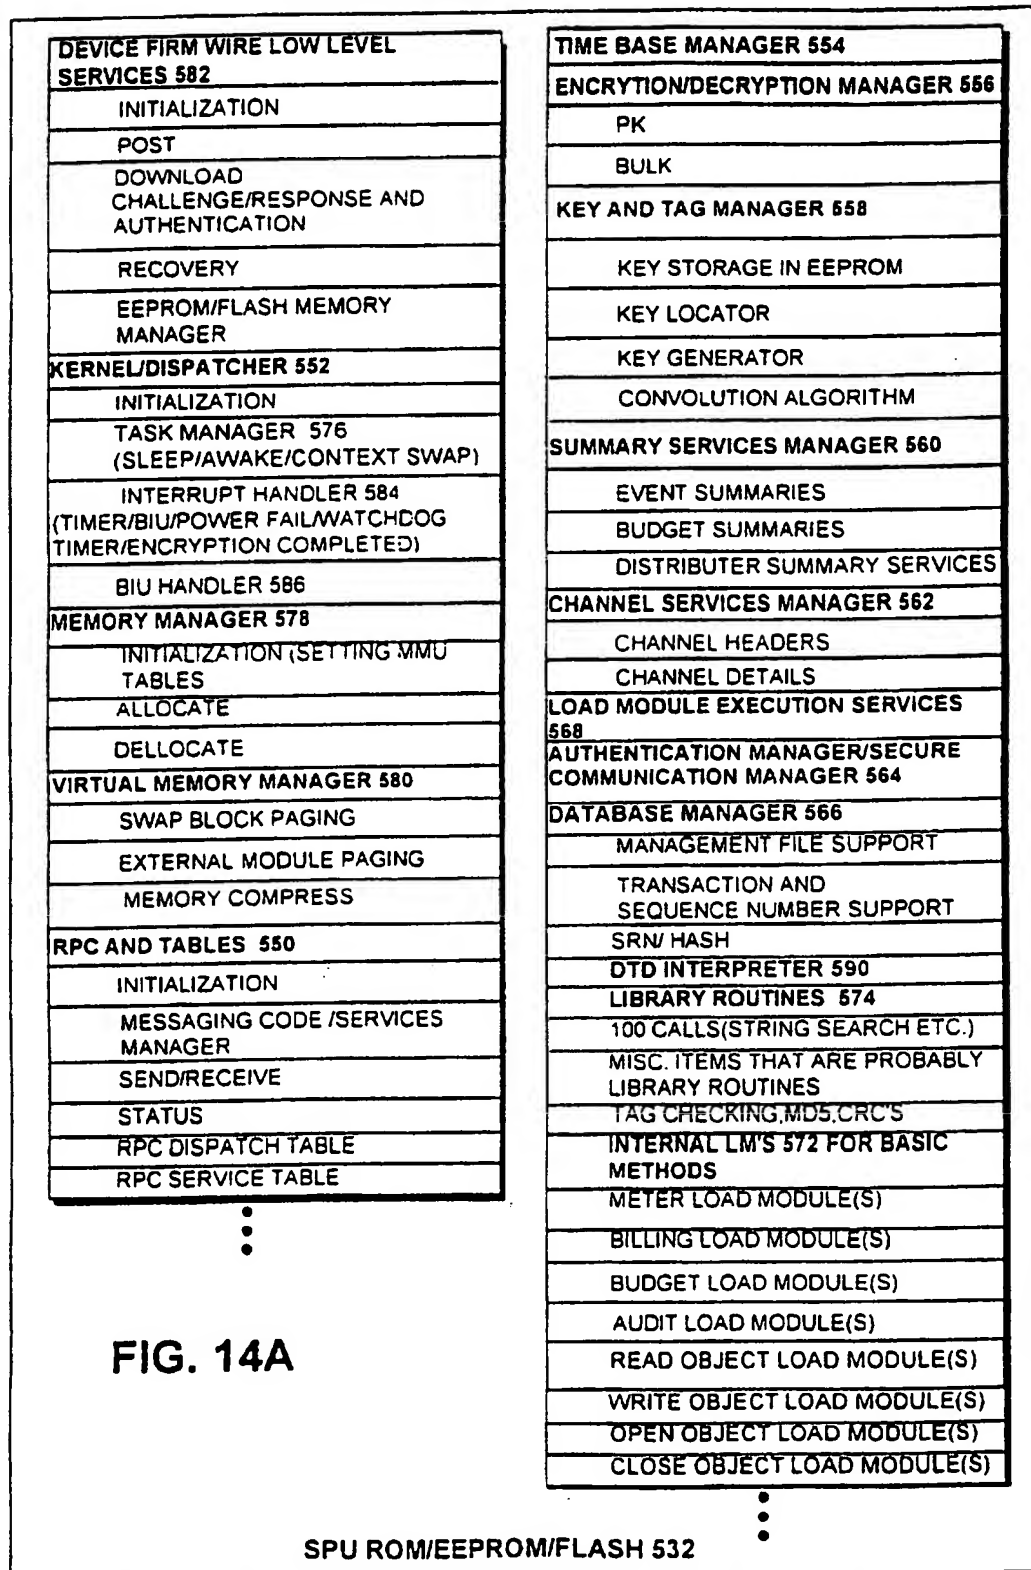 DEVICE FIRM WIRE LOW LEVEL
SERVICES 582
INITIALIZATION
POST
DOWNLOAD
CHALLENGE/RESPONSE AND
AUTHENTICATION
RECOVERY
EEPROM/FLASH MEMORY
MANAGER
KERNEL/DISPATCHER 552
INITIALIZATION
TASK MANAGER 576
(SLEEP/AWAKE/CONTEXT SWAP)
INTERRUPT HANDLER 584
(TIMER/BIU/POWER FAIL/WATCHDOG
TIMER/ENCRYPTION COMPLETED)
BIU HANDLER 586
MEMORY MANAGER 578
INITIALIZATION (SETTING MMU
TABLES
ALLOCATE
DELLOCATE
VIRTUAL MEMORY MANAGER 580
SWAP BLOCK PAGING
EXTERNAL MODULE PAGING
MEMORY COMPRESS
RPC AND TABLES 550
INITIALIZATION
MESSAGING CODE /SERVICES
MANAGER
SEND/RECEIVE
STATUS
RPC DISPATCH TABLE
RPC SERVICE TABLE
TIME BASE MANAGER 554
ENCRYTION/DECRYPTION MANAGER 556
PK
BULK
KEY AND TAG MANAGER 558
KEY STORAGE IN EEPROM
KEY LOCATOR
KEY GENERATOR
CONVOLUTION ALGORITHM
SUMMARY SERVICES MANAGER 560
EVENT SUMMARIES
BUDGET SUMMARIES
DISTRIBUTER SUMMARY SERVICES
CHANNEL SERVICES MANAGER 562
CHANNEL HEADERS
CHANNEL DETAILS
LOAD MODULE EXECUTION SERVICES
568
AUTHENTICATION MANAGER/SECURE
COMMUNICATION MANAGER 564
DATABASE MANAGER 566
MANAGEMENT FILE SUPPORT
TRANSACTION AND
SEQUENCE NUMBER SUPPORT
SRN/ HASH
DTD INTERPRETER 590
LIBRARY ROUTINES 574
100 CALLS(STRING SEARCH ETC.)
MISC. ITEMS THAT ARE PROBABLY
LIBRARY ROUTINES
TAG CHECKING,MD5,CRC'S
INTERNAL LM'S 572 FOR BASIC
METHODS
METER LOAD MODULE(S)
BILLING LOAD MODULE(S)
BUDGET LOAD MODULE(S)
AUDIT LOAD MODULE(S)
READ OBJECT LOAD MODULE(S)
WRITE OBJECT LOAD MODULE(S)
OPEN OBJECT LOAD MODULE(S)
CLOSE OBJECT LOAD MODULE(S)
FIG. 14A
SPU ROM/EEPROM/FLASH 532